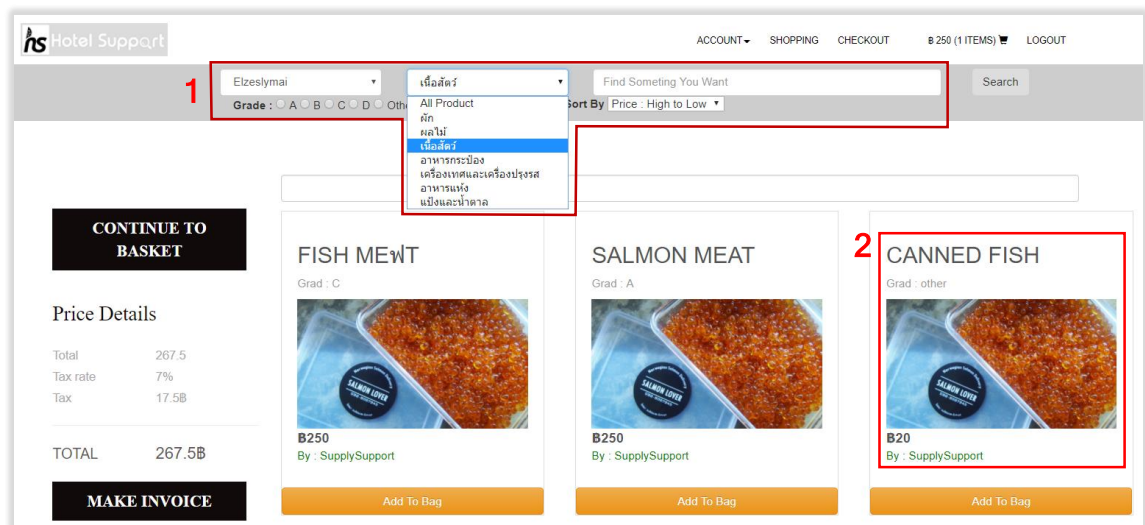 hs Hotel Support
ACCOUNT SHOPPING CHECKOUT ฿ 250 (1 ITEMS) LOGOUT
1
Elzeslymai เนื้อสัตว์ Find Someting You Want Search
Grade : A B C D Othe Sort By Price : High to Low
All Product
ผัก
ผลไม้
เนื้อสัตว์
อาหารกระป๋อง
เครื่องเทศและเครื่องปรุงรส
อาหารแห้ง
แป้งและน้ำตาล
CONTINUE TO
BASKET
Price Details
Total 267.5
Tax rate 7%
Tax 17.5฿
TOTAL 267.5฿
MAKE INVOICE
FISH MEฟT
Grad : C
SALMON LOVER
฿250
By : SupplySupport
Add To Bag
SALMON MEAT
Grad : A
SALMON LOVER
฿250
By : SupplySupport
Add To Bag
2
CANNED FISH
Grad : other
SALMON LOVER
฿20
By : SupplySupport
Add To Bag